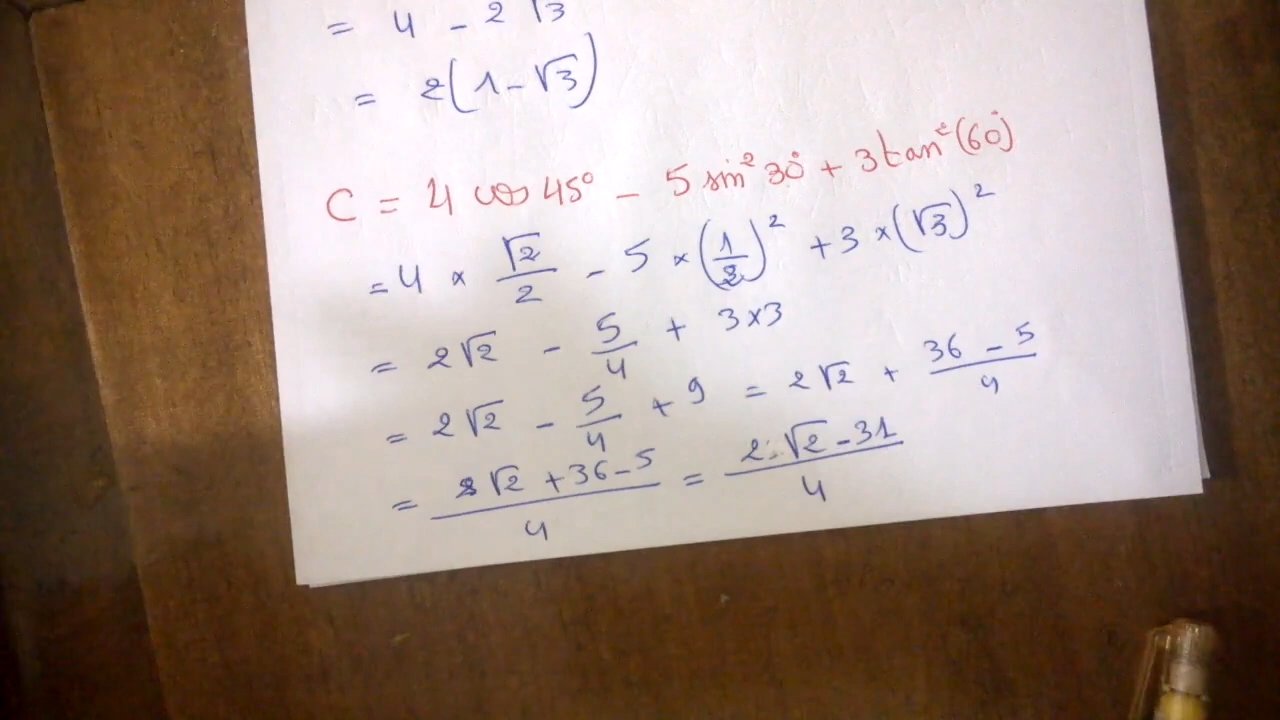 = 4 - 2√3
= 2(1-√3)
C = 4 cos 45° - 5 sin² 30° + 3 tan²(60°)
= 4 × √2/2 - 5 × (1/2)² + 3 × (√3)²
= 2√2 - 5/4 + 3×3
= 2√2 - 5/4 + 9 = 2√2 + (36 - 5)/4
= (8√2 + 36 - 5)/4 = (2√2 - 31)/4